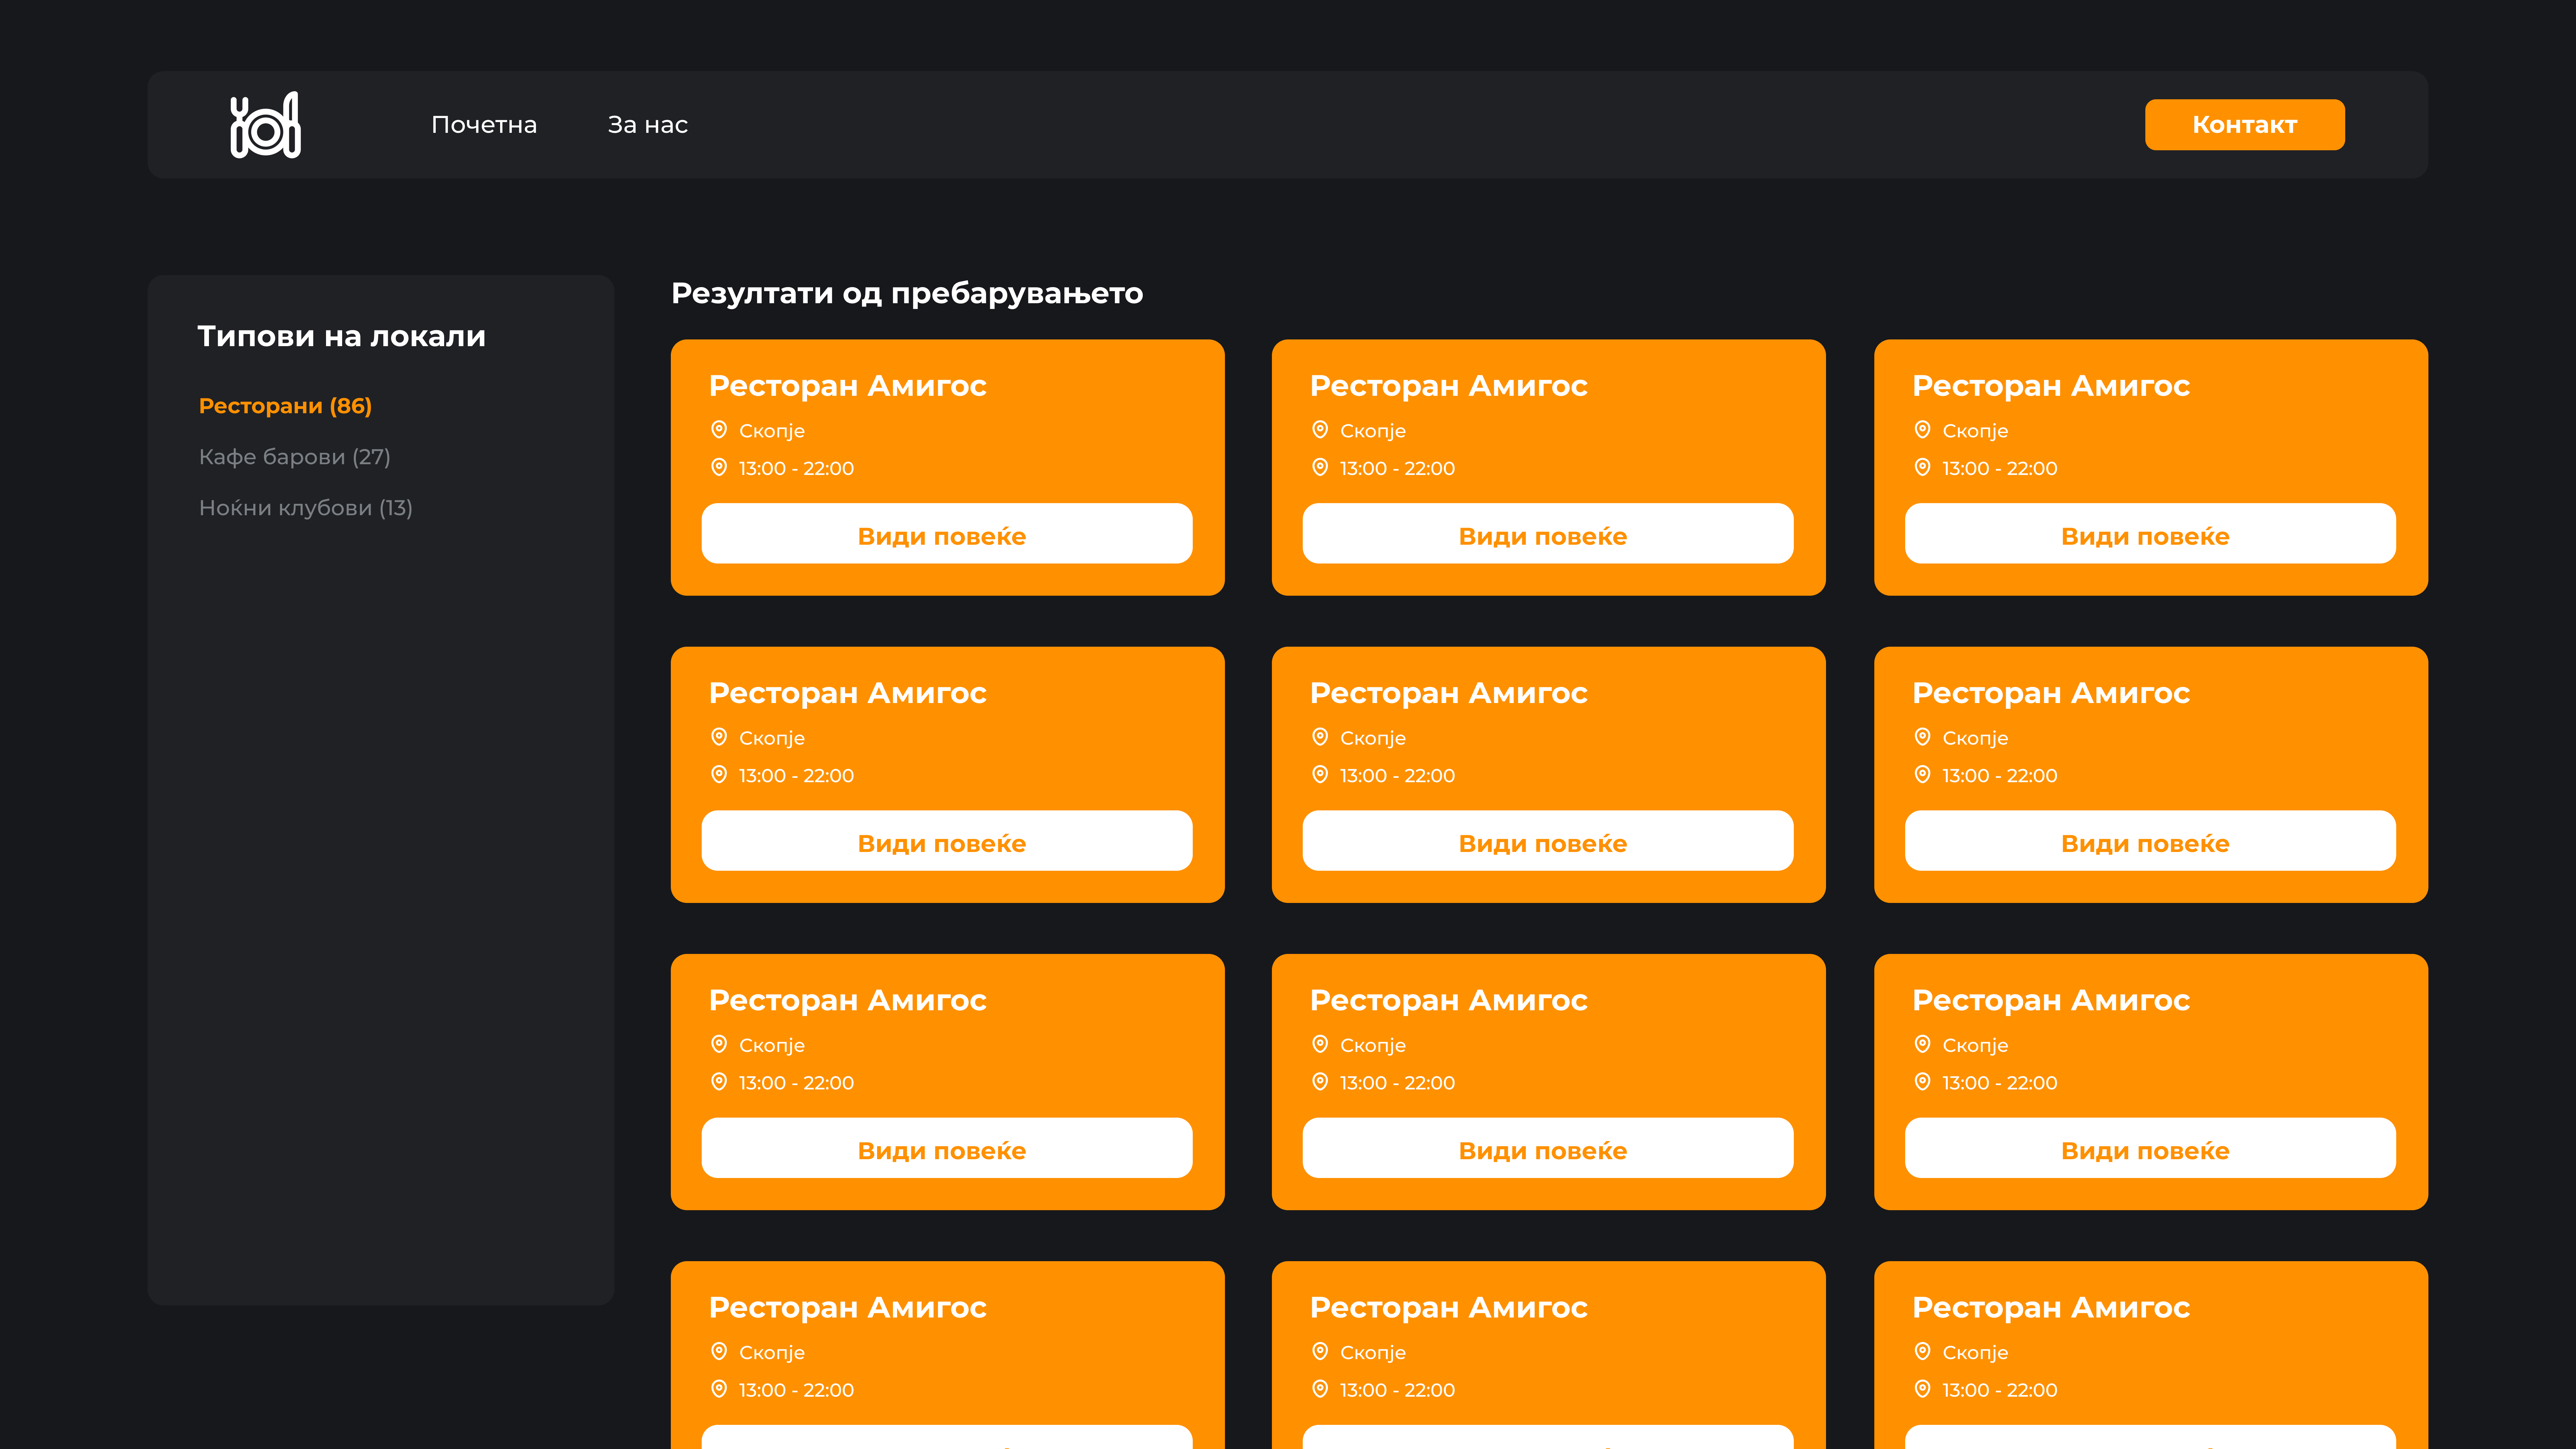 Почетна
За нас
Контакт
Типови на локали
Ресторани (86)
Кафе барови (27)
Ноќни клубови (13)
Резултати од пребарувањето
Ресторан Амигос
Скопје
13:00 - 22:00
Види повеќе
Ресторан Амигос
Скопје
13:00 - 22:00
Види повеќе
Ресторан Амигос
Скопје
13:00 - 22:00
Види повеќе
Ресторан Амигос
Скопје
13:00 - 22:00
Види повеќе
Ресторан Амигос
Скопје
13:00 - 22:00
Види повеќе
Ресторан Амигос
Скопје
13:00 - 22:00
Види повеќе
Ресторан Амигос
Скопје
13:00 - 22:00
Види повеќе
Ресторан Амигос
Скопје
13:00 - 22:00
Види повеќе
Ресторан Амигос
Скопје
13:00 - 22:00
Види повеќе
Ресторан Амигос
Скопје
13:00 - 22:00
Ресторан Амигос
Скопје
13:00 - 22:00
Ресторан Амигос
Скопје
13:00 - 22:00